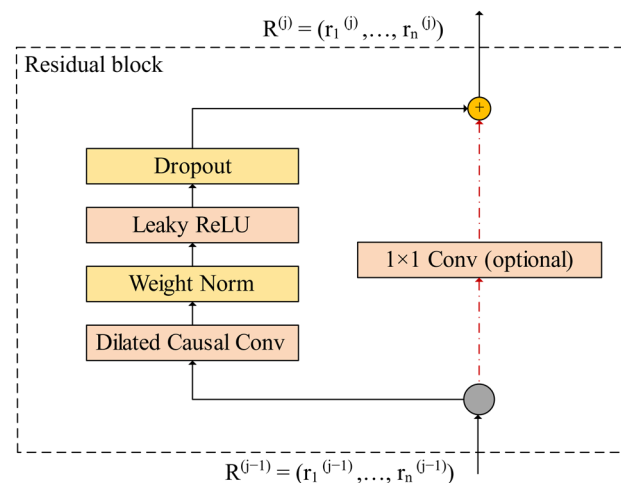 R⁽ʲ⁾ = (r₁⁽ʲ⁾,…, rₙ⁽ʲ⁾)
Residual block
+
Dropout
Leaky ReLU
1×1 Conv (optional)
Weight Norm
Dilated Causal Conv
R⁽ʲ⁻¹⁾ = (r₁⁽ʲ⁻¹⁾,…, rₙ⁽ʲ⁻¹⁾)